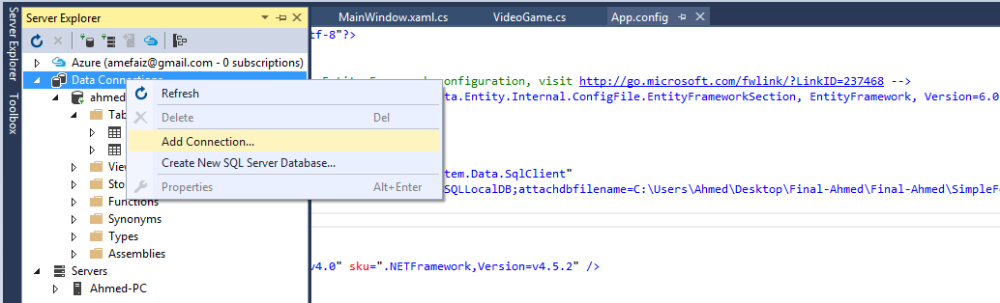 Server Explorer
Toolbox
Server Explorer
Azure (amefaiz@gmail.com - 0 subscriptions)
Data Connections
ahmed
Tab
View
Sto
Functions
Synonyms
Types
Assemblies
Servers
Ahmed-PC
Refresh
Delete Del
Add Connection...
Create New SQL Server Database...
Properties Alt+Enter
MainWindow.xaml.cs VideoGame.cs App.config
tf-8"?>
Entity Framework configuration, visit http://go.microsoft.com/fwlink/?LinkID=237468 -->
ta.Entity.Internal.ConfigFile.EntityFrameworkSection, EntityFramework, Version=6.0
tem.Data.SqlClient"
SQLLocalDB;attachdbfilename=C:\Users\Ahmed\Desktop\Final-Ahmed\Final-Ahmed\SimpleFo
v4.0" sku=".NETFramework,Version=v4.5.2" />